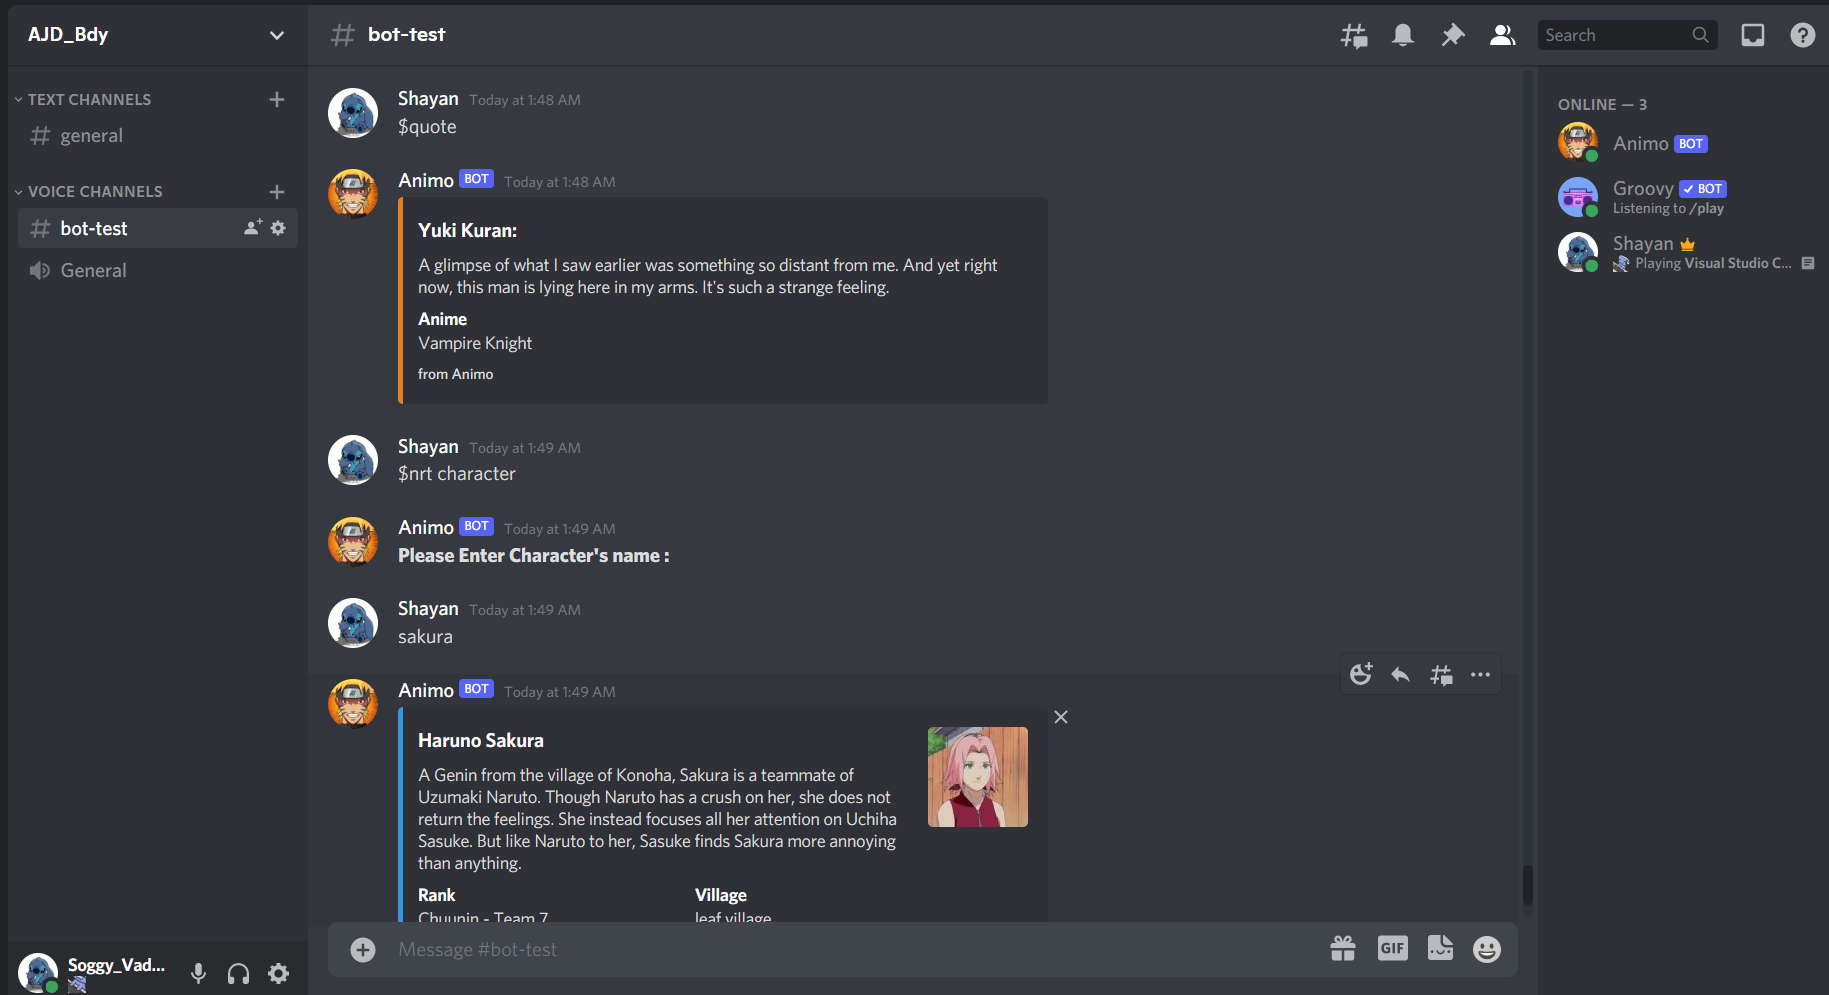 AJD_Bdy
TEXT CHANNELS
general
VOICE CHANNELS
bot-test
General
Soggy_Vad...
bot-test
Search
Shayan Today at 1:48 AM
$quote
Animo BOT Today at 1:48 AM
Yuki Kuran:
A glimpse of what I saw earlier was something so distant from me. And yet right
now, this man is lying here in my arms. It's such a strange feeling.
Anime
Vampire Knight
from Animo
Shayan Today at 1:49 AM
$nrt character
Animo BOT Today at 1:49 AM
Please Enter Character's name :
Shayan Today at 1:49 AM
sakura
Animo BOT Today at 1:49 AM
Haruno Sakura
A Genin from the village of Konoha, Sakura is a teammate of
Uzumaki Naruto. Though Naruto has a crush on her, she does not
return the feelings. She instead focuses all her attention on Uchiha
Sasuke. But like Naruto to her, Sasuke finds Sakura more annoying
than anything.
Rank Village
Chuunin - Team 7 leaf village
Message #bot-test
GIF
ONLINE — 3
Animo BOT
Groovy BOT
Listening to /play
Shayan
Playing Visual Studio C...